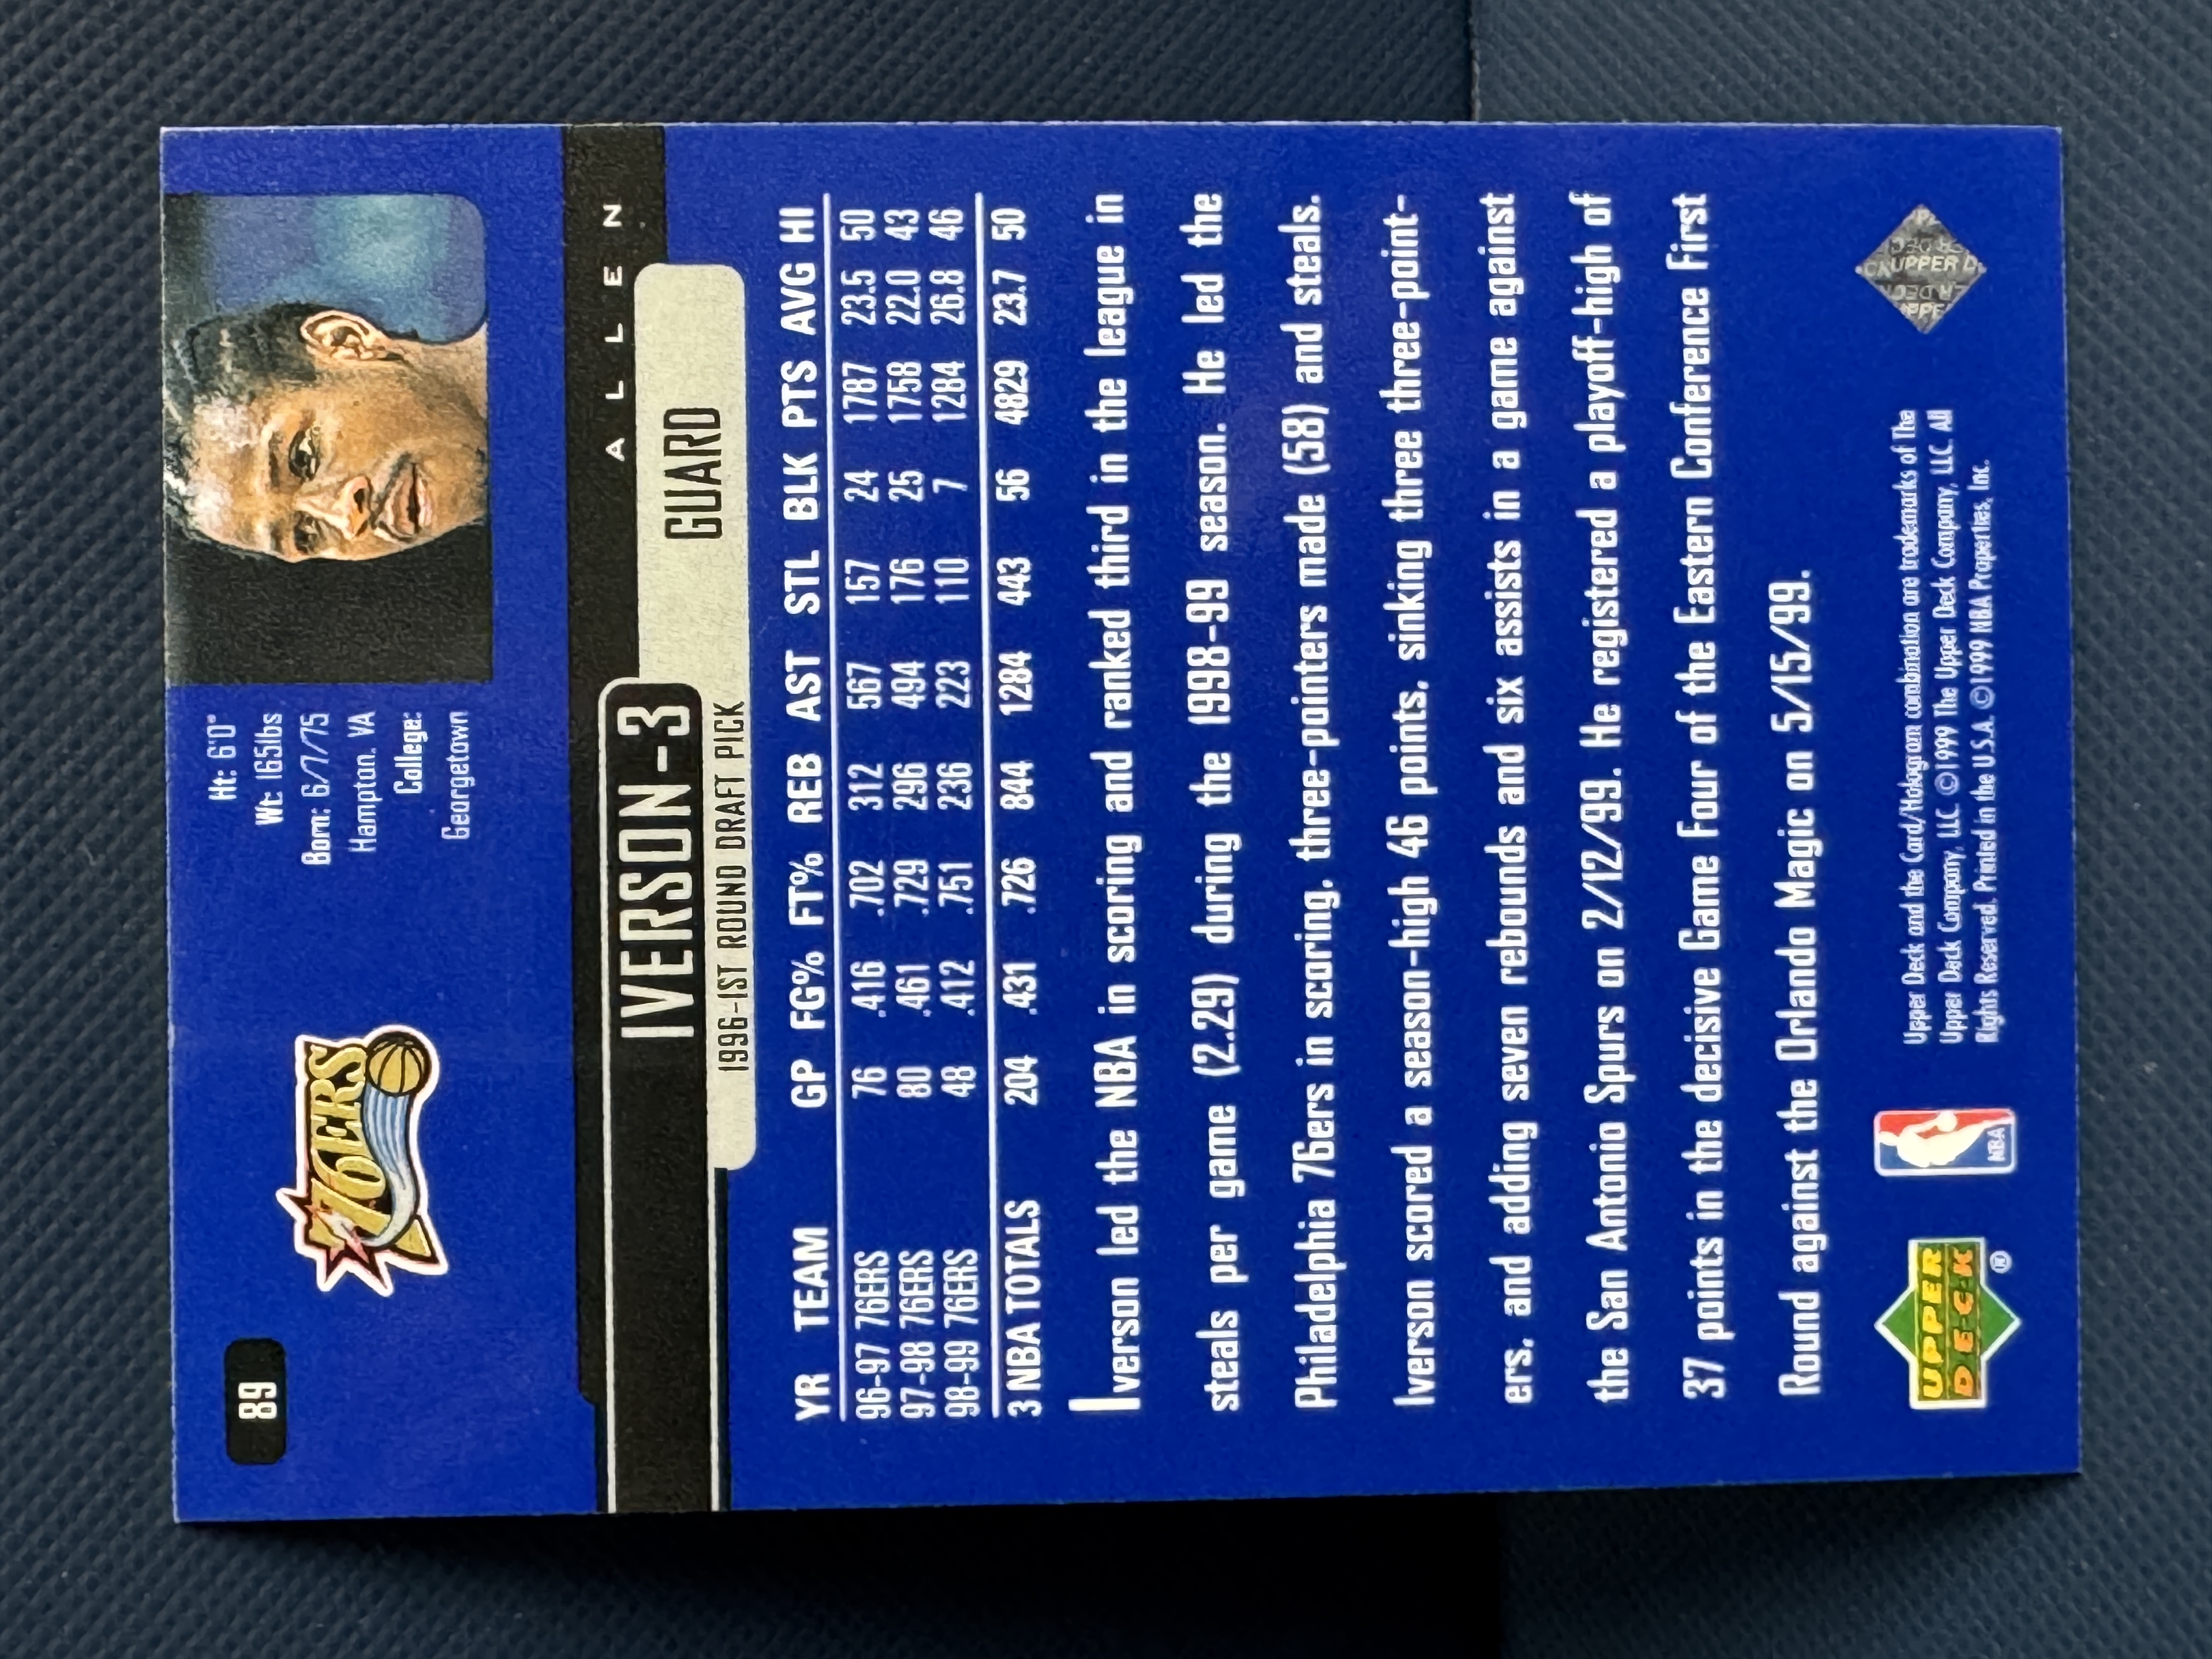 89
76ERS
Ht: 6'0"
Wt: 165lbs
Born: 6/7/75
Hampton, VA
College:
Georgetown
ALLEN
IVERSON-3
GUARD
1996-1ST ROUND DRAFT PICK
YR TEAM GP FG% FT% REB AST STL BLK PTS AVG HI
96-97 76ERS 76 .416 .702 312 567 157 24 1787 23.5 50
97-98 76ERS 80 .461 .729 296 494 176 25 1758 22.0 43
98-99 76ERS 48 .412 .751 236 223 110 7 1284 26.8 46
3 NBA TOTALS 204 .431 .726 844 1284 443 56 4829 23.7 50
Iverson led the NBA in scoring and ranked third in the league in
steals per game (2.29) during the 1998-99 season. He led the
Philadelphia 76ers in scoring, three-pointers made (58) and steals.
Iverson scored a season-high 46 points, sinking three three-point-
ers, and adding seven rebounds and six assists in a game against
the San Antonio Spurs on 2/12/99. He registered a playoff-high of
37 points in the decisive Game Four of the Eastern Conference First
Round against the Orlando Magic on 5/15/99.
UPPER
DECK
®
NBA
Upper Deck and the Card/Hologram combination are trademarks of The
Upper Deck Company, LLC ©1999 The Upper Deck Company, LLC. All
Rights Reserved. Printed in the U.S.A. ©1999 NBA Properties, Inc.
UPPER D